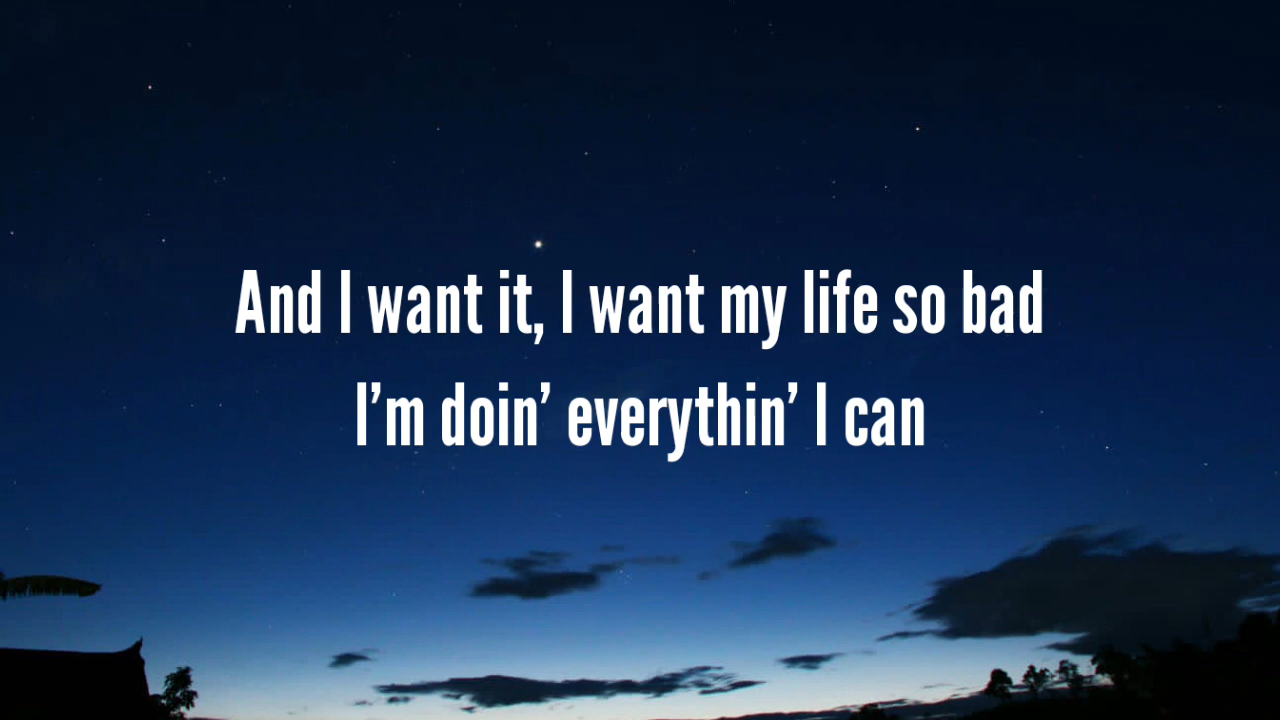 And I want it, I want my life so bad
I’m doin’ everythin’ I can